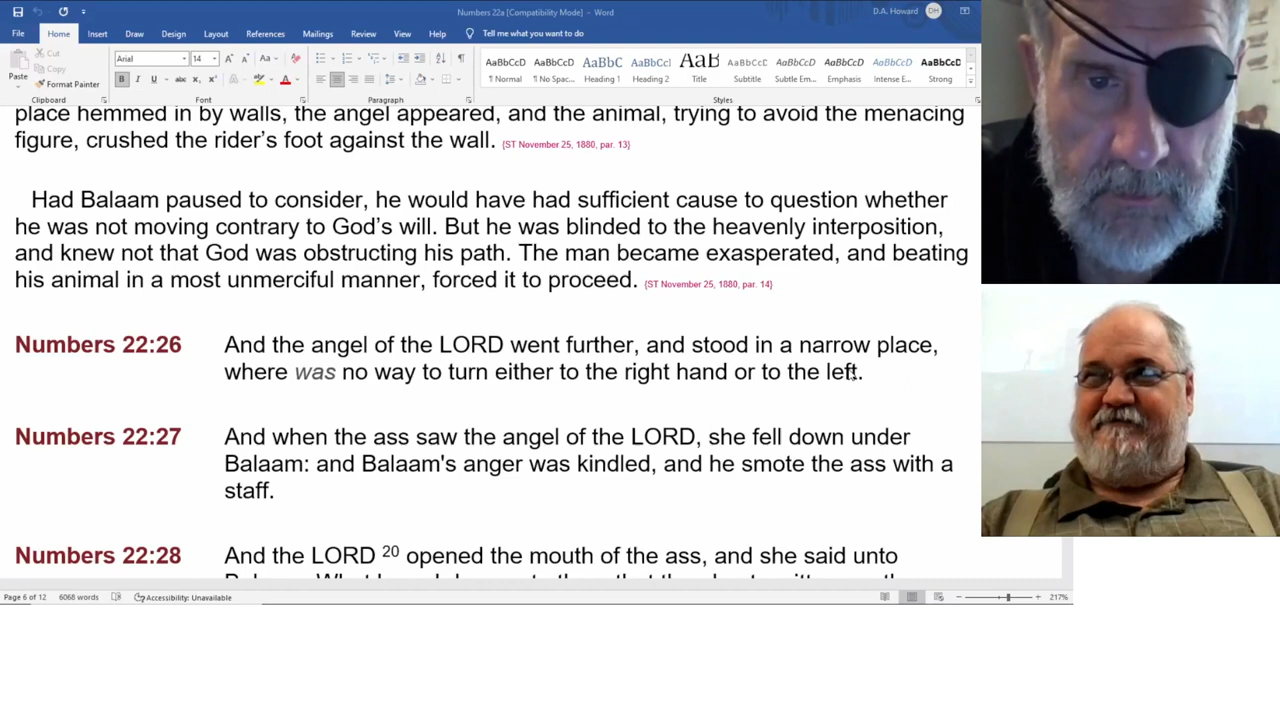 Numbers 22a [Compatibility Mode] - Word
D.A. Howard DH
File Home Insert Draw Design Layout References Mailings Review View Help Tell me what you want to do
Paste
Cut
Copy
Format Painter
Clipboard
Arial 14
Font
Paragraph
AaBbCcD AaBbCcD AaBbC AaBbCcI AaB AaBbCcD AaBbCcD AaBbCcD AaBbCcD AaBbCcD
¶ Normal ¶ No Spac... Heading 1 Heading 2 Title Subtitle Subtle Em... Emphasis Intense E... Strong
Styles
place hemmed in by walls, the angel appeared, and the animal, trying to avoid the menacing
figure, crushed the rider's foot against the wall. {ST November 25, 1880, par. 13}
Had Balaam paused to consider, he would have had sufficient cause to question whether
he was not moving contrary to God's will. But he was blinded to the heavenly interposition,
and knew not that God was obstructing his path. The man became exasperated, and beating
his animal in a most unmerciful manner, forced it to proceed. {ST November 25, 1880, par. 14}
Numbers 22:26 And the angel of the LORD went further, and stood in a narrow place,
where was no way to turn either to the right hand or to the left.
Numbers 22:27 And when the ass saw the angel of the LORD, she fell down under
Balaam: and Balaam's anger was kindled, and he smote the ass with a
staff.
Numbers 22:28 And the LORD 20 opened the mouth of the ass, and she said unto
Page 6 of 12 6068 words Accessibility: Unavailable 217%